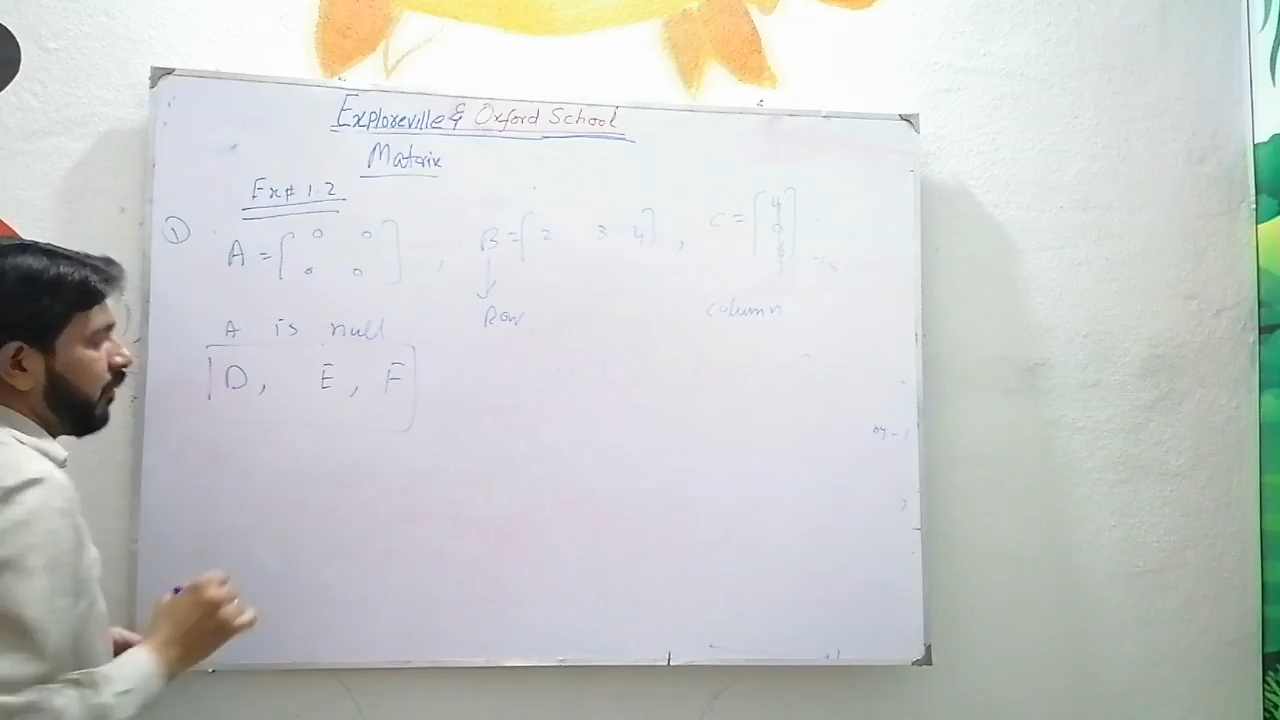 Exploreville & Oxford School
Matrix
Ex# 1.2
① A = [ 0 0 0 0 ] , B = [ 2 3 4 ] , C = [ 4 0 6 ]
Row column
A is null
D, E, F